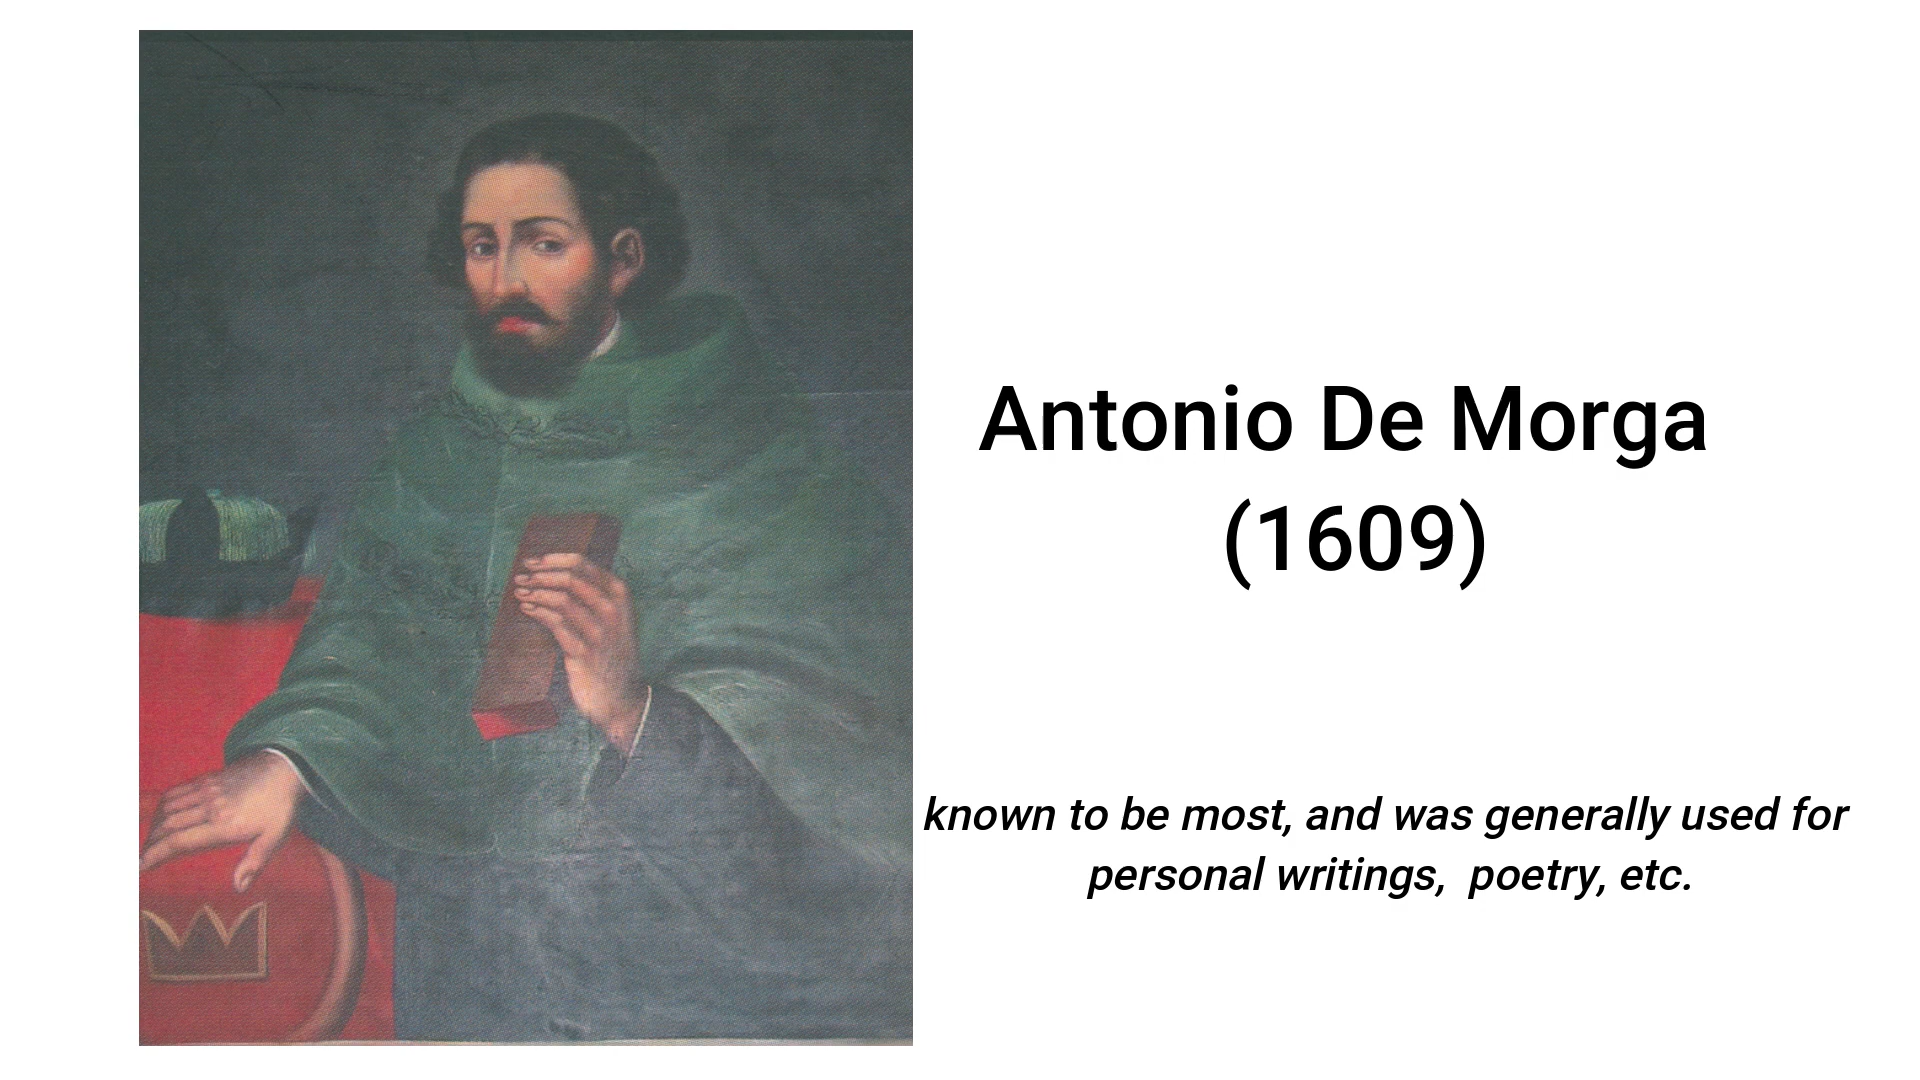 Antonio De Morga
(1609)
known to be most, and was generally used for
personal writings, poetry, etc.